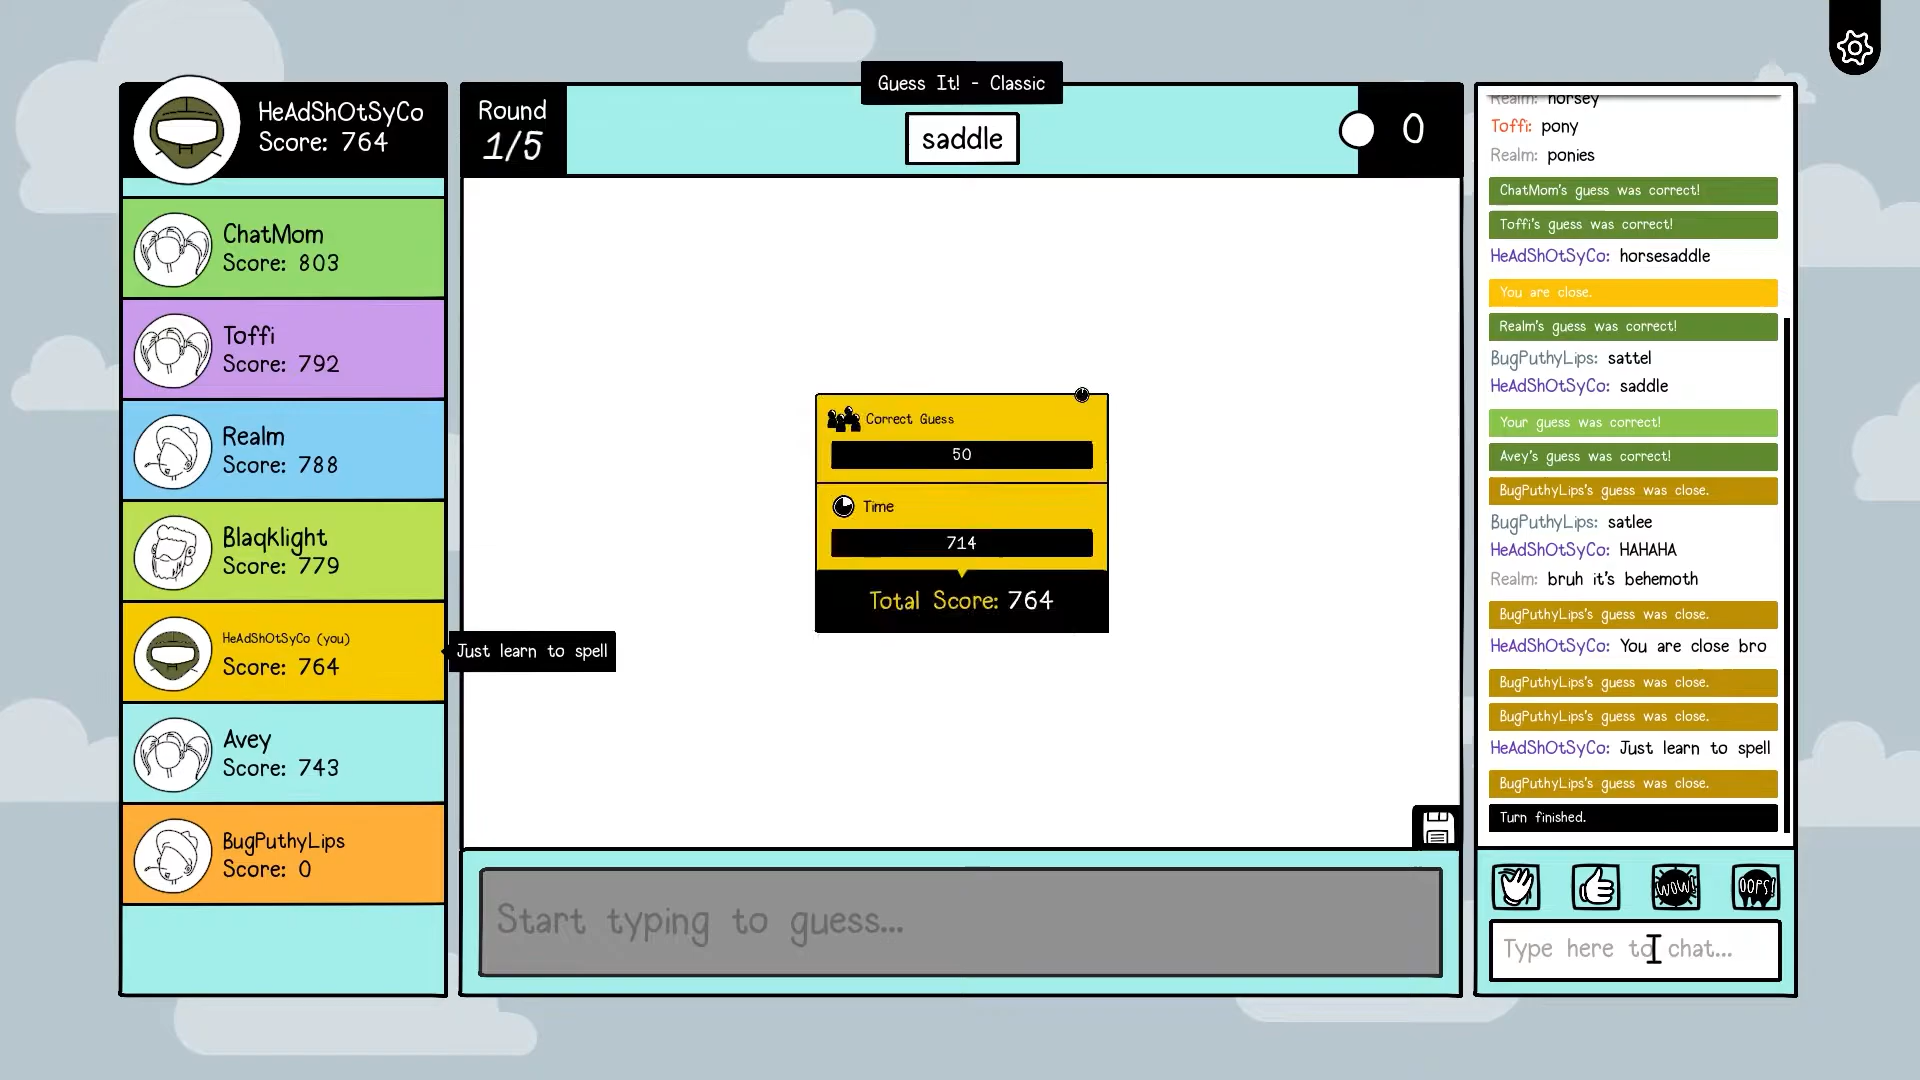 HeAdShOtSyCo
Score: 764
ChatMom
Score: 803
Toffi
Score: 792
Realm
Score: 788
Blaqklight
Score: 779
HeAdShOtSyCo (you)
Score: 764
Just learn to spell
Avey
Score: 743
BugPuthyLips
Score: 0
Round
1/5
Guess It! - Classic
saddle
0
Correct Guess
50
Time
714
Total Score: 764
Start typing to guess...
Realm: horsey
Toffi: pony
Realm: ponies
ChatMom's guess was correct!
Toffi's guess was correct!
HeAdShOtSyCo: horsesaddle
You are close.
Realm's guess was correct!
BugPuthyLips: sattel
HeAdShOtSyCo: saddle
Your guess was correct!
Avey's guess was correct!
BugPuthyLips's guess was close.
BugPuthyLips: satlee
HeAdShOtSyCo: HAHAHA
Realm: bruh it's behemoth
BugPuthyLips's guess was close.
HeAdShOtSyCo: You are close bro
BugPuthyLips's guess was close.
BugPuthyLips's guess was close.
HeAdShOtSyCo: Just learn to spell
BugPuthyLips's guess was close.
Turn finished.
WOW!
OOPS!
Type here to chat...